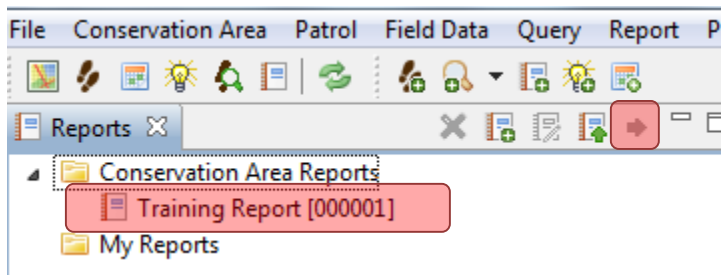 File Conservation Area Patrol Field Data Query Report P
Reports
Conservation Area Reports
Training Report [000001]
My Reports